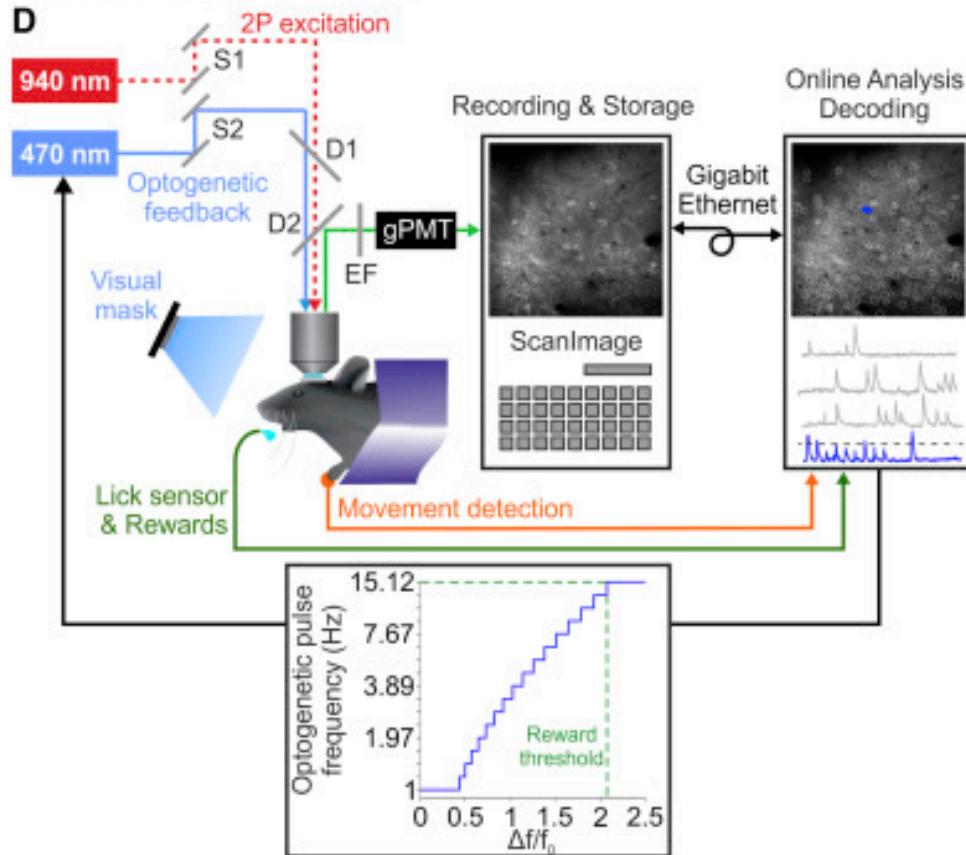 D
2P excitation
940 nm
S1
470 nm
S2
Optogenetic
feedback
D1
D2
EF
gPMT
Visual
mask
Lick sensor
& Rewards
Movement detection
Recording & Storage
ScanImage
Gigabit
Ethernet
Online Analysis
Decoding
Optogenetic pulse
frequency (Hz)
15.12
7.67
3.89
1.97
1
Reward
threshold
0
0.5
1
1.5
2
2.5
Δf/f₀